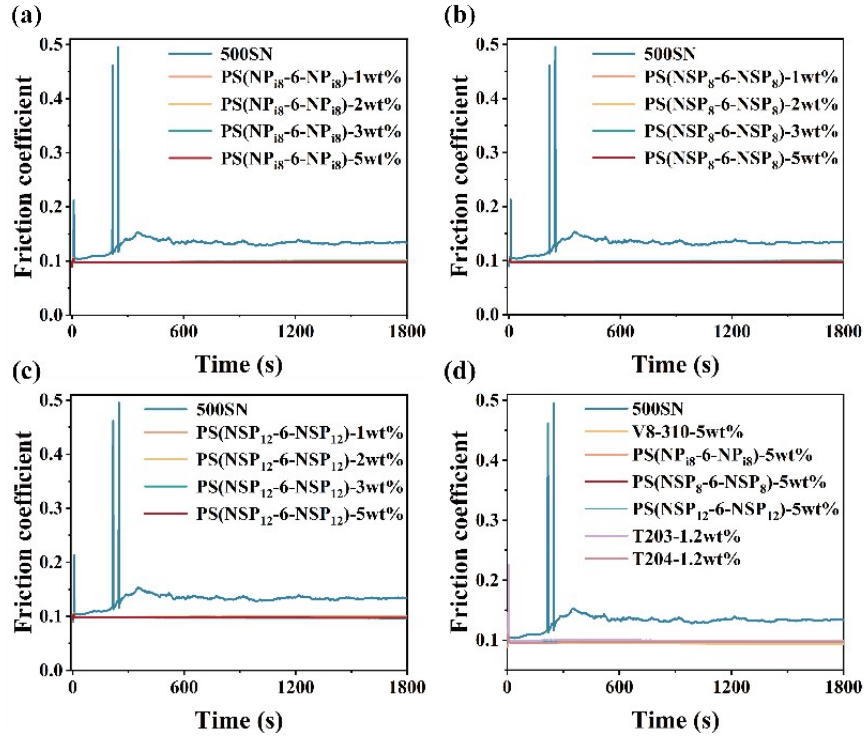 (a)
Friction coefficient
0.5
0.4
0.3
0.2
0.1
0.0
500SN
PS(NPi8-6-NPi8)-1wt%
PS(NPi8-6-NPi8)-2wt%
PS(NPi8-6-NPi8)-3wt%
PS(NPi8-6-NPi8)-5wt%
0
600
1200
1800
Time (s)
(b)
Friction coefficient
0.5
0.4
0.3
0.2
0.1
0.0
500SN
PS(NSP8-6-NSP8)-1wt%
PS(NSP8-6-NSP8)-2wt%
PS(NSP8-6-NSP8)-3wt%
PS(NSP8-6-NSP8)-5wt%
0
600
1200
1800
Time (s)
(c)
Friction coefficient
0.5
0.4
0.3
0.2
0.1
0.0
500SN
PS(NSP12-6-NSP12)-1wt%
PS(NSP12-6-NSP12)-2wt%
PS(NSP12-6-NSP12)-3wt%
PS(NSP12-6-NSP12)-5wt%
0
600
1200
1800
Time (s)
(d)
Friction coefficient
0.5
0.4
0.3
0.2
0.1
500SN
V8-310-5wt%
PS(NPi8-6-NPi8)-5wt%
PS(NSP8-6-NSP8)-5wt%
PS(NSP12-6-NSP12)-5wt%
T203-1.2wt%
T204-1.2wt%
0
600
1200
1800
Time (s)